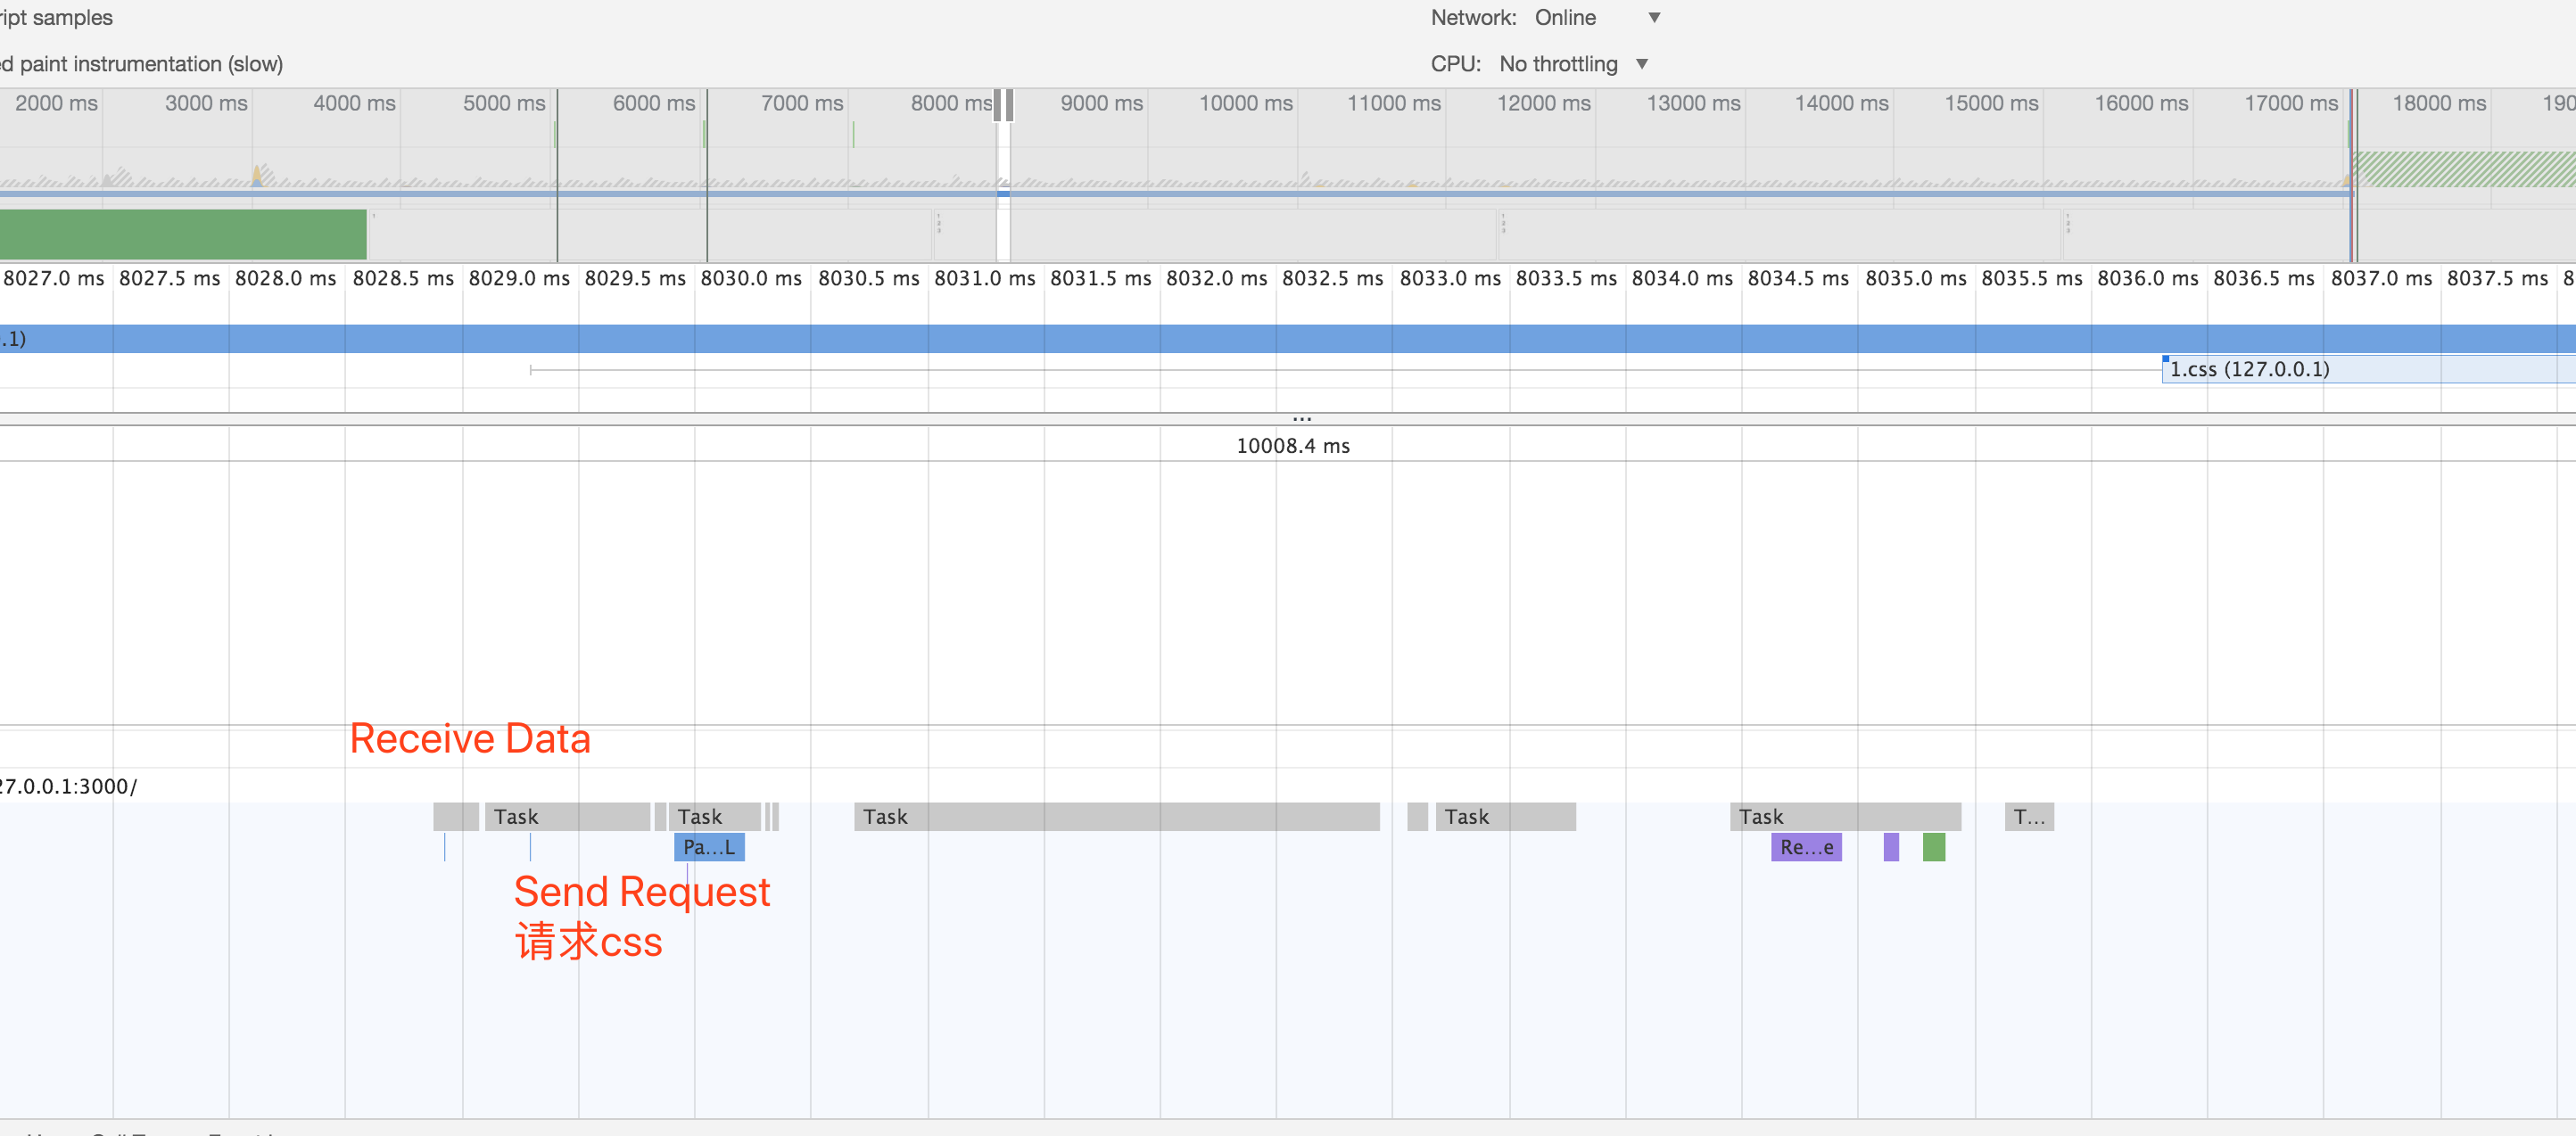 ript samples
Network: Online
ed paint instrumentation (slow)
CPU: No throttling
2000 ms 3000 ms 4000 ms 5000 ms 6000 ms 7000 ms 8000 ms 9000 ms 10000 ms 11000 ms 12000 ms 13000 ms 14000 ms 15000 ms 16000 ms 17000 ms 18000 ms 190
8027.0 ms 8027.5 ms 8028.0 ms 8028.5 ms 8029.0 ms 8029.5 ms 8030.0 ms 8030.5 ms 8031.0 ms 8031.5 ms 8032.0 ms 8032.5 ms 8033.0 ms 8033.5 ms 8034.0 ms 8034.5 ms 8035.0 ms 8035.5 ms 8036.0 ms 8036.5 ms 8037.0 ms 8037.5 ms 8
.1)
1.css (127.0.0.1)
...
10008.4 ms
Receive Data
27.0.0.1:3000/
Task Task Task Task Task T...
Pa...L Re...e
Send Request
请求css